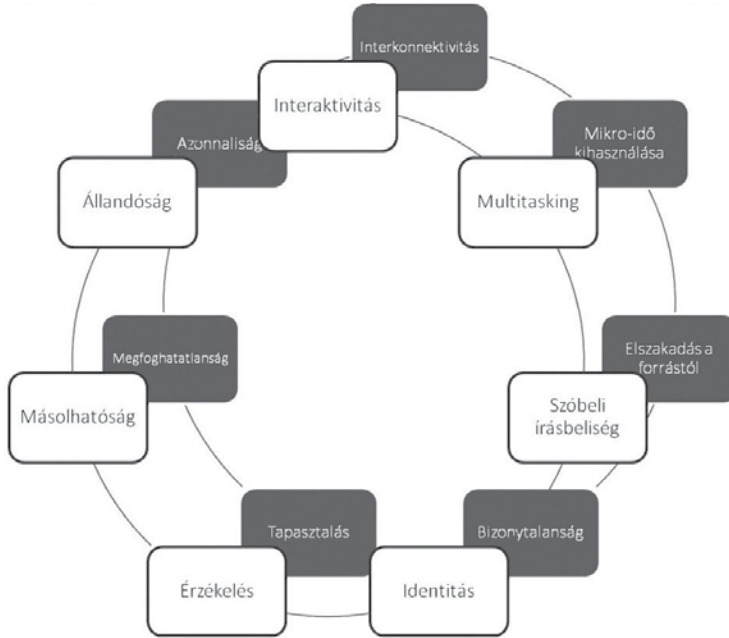 Interkonnektivitás
Interaktivitás
Azonnaliság
Mikro-idő
kihasználása
Állandóság
Multitasking
Megfoghatatlanság
Elszakadás a
forrástól
Másolhatóság
Szóbeli
írásbeliség
Tapasztalás
Bizonytalanság
Érzékelés
Identitás